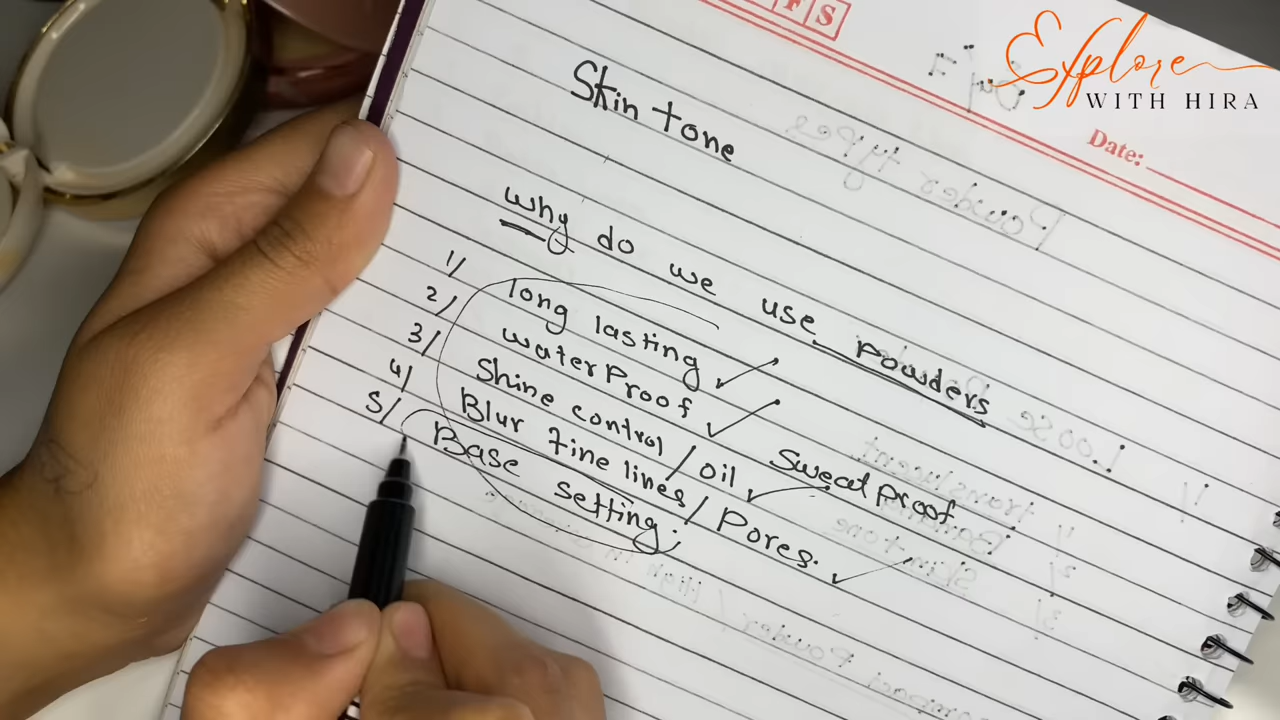 FS
Explore
WITH HIRA
Date:
Skin tone
why do we use Powders
1/ long lasting
2/ waterProof
3/ Shine control / oil Sweat Proof
4/ Blur fine lines / Pores.
5/ Base setting